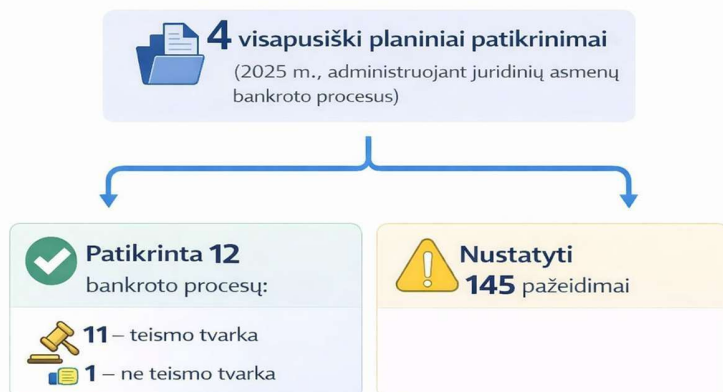 4 visapusiški planiniai patikrinimai
(2025 m., administruojant juridinių asmenų
bankroto procesus)
Patikrinta 12
bankroto procesų:
11 – teismo tvarka
1 – ne teismo tvarka
Nustatyti
145 pažeidimai